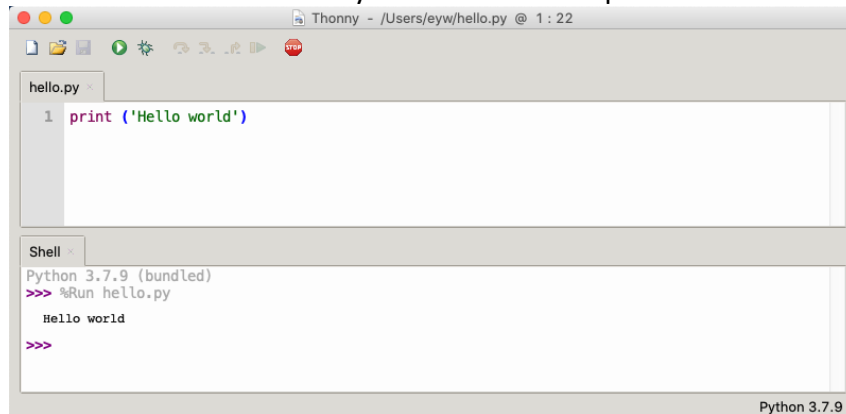 Thonny - /Users/eyw/hello.py @ 1 : 22
STOP
hello.py ×
1 print ('Hello world')
Shell ×
Python 3.7.9 (bundled)
>>> %Run hello.py
Hello world
>>>
Python 3.7.9